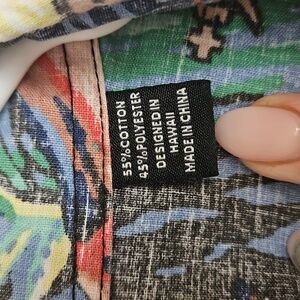 55%COTTON
45%POLYESTER
DESIGNED IN
HAWAII
MADE IN CHINA